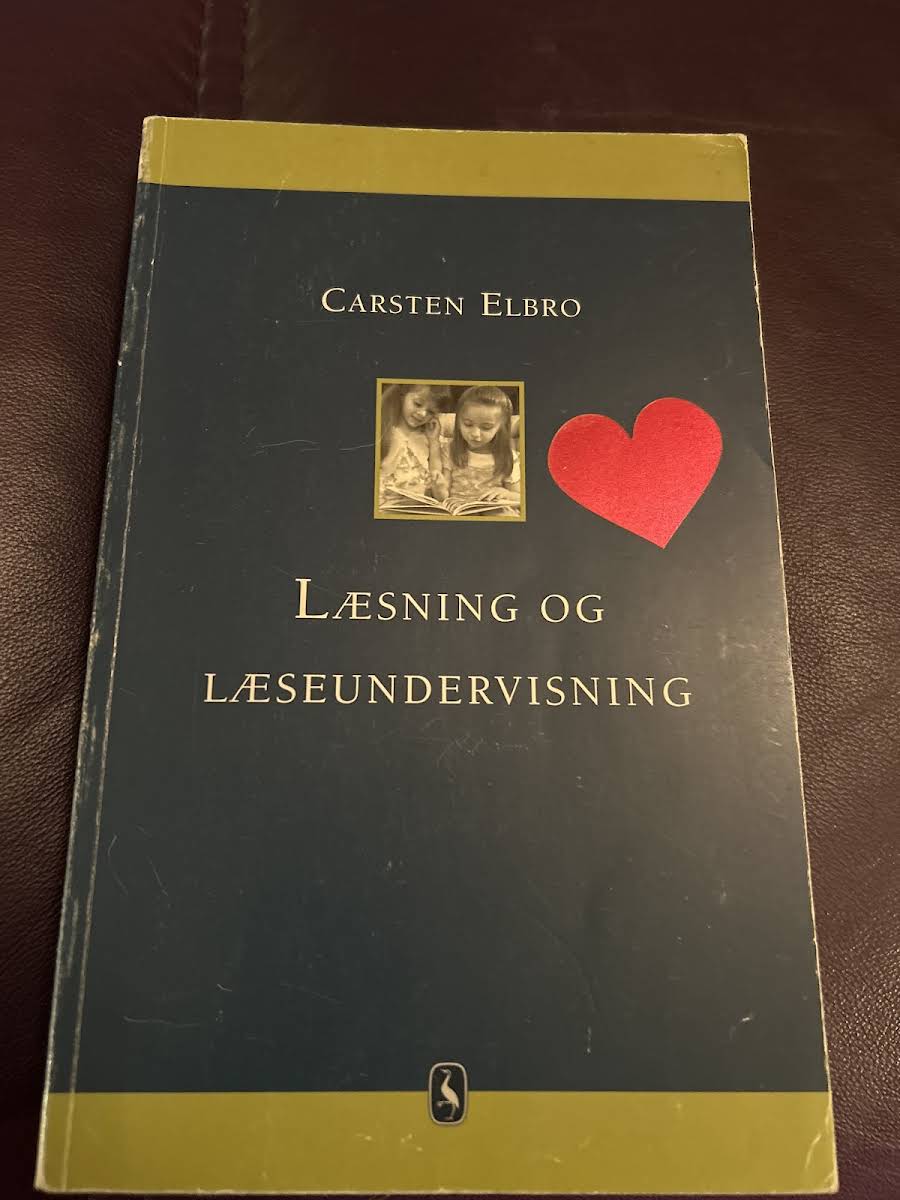 CARSTEN ELBRO
LÆSNING OG
LÆSEUNDERVISNING